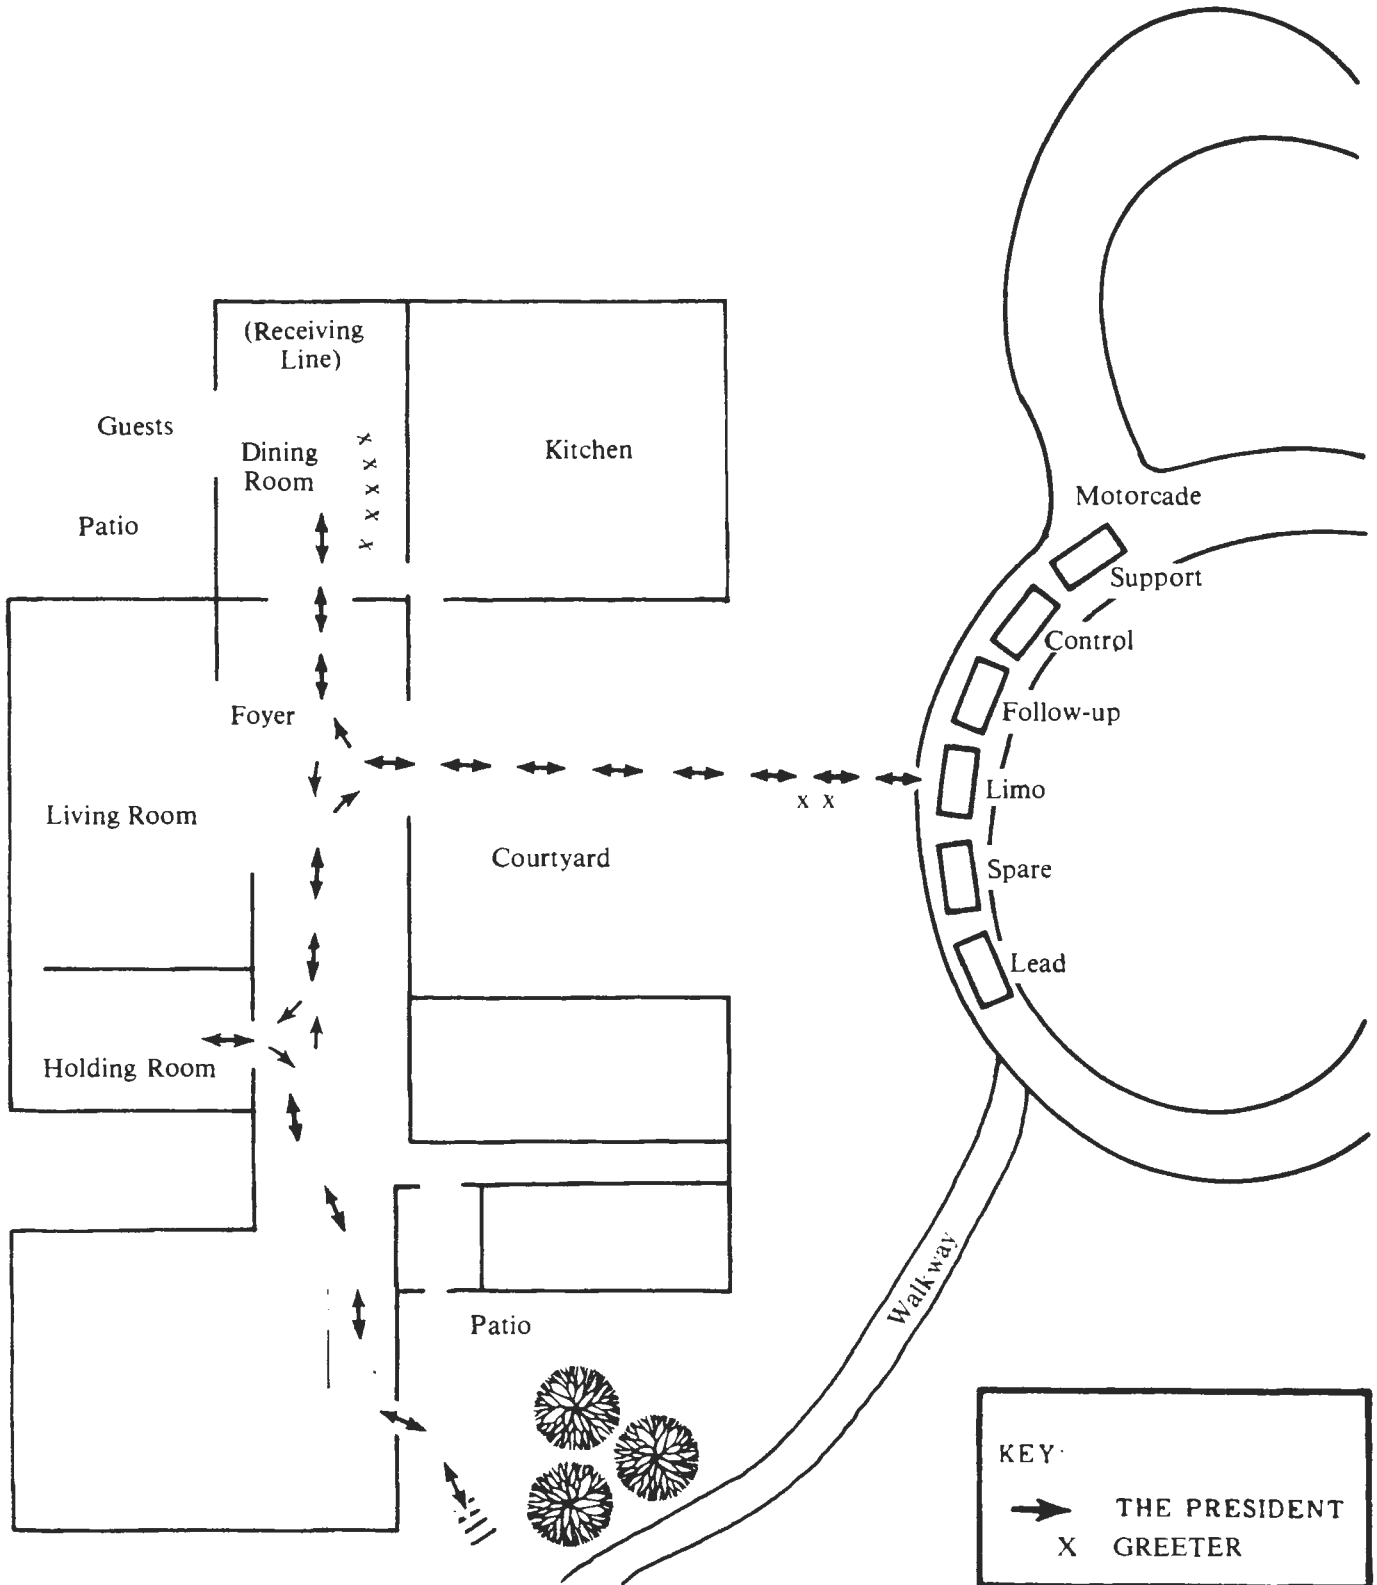 (Receiving
Line)
Guests
Dining
Room
x
x
x
x
x
Kitchen
Patio
Motorcade
Support
Control
Follow-up
Foyer
Limo
x x
Living Room
Courtyard
Spare
Lead
Holding Room
Walkway
Patio
KEY
THE PRESIDENT
X GREETER